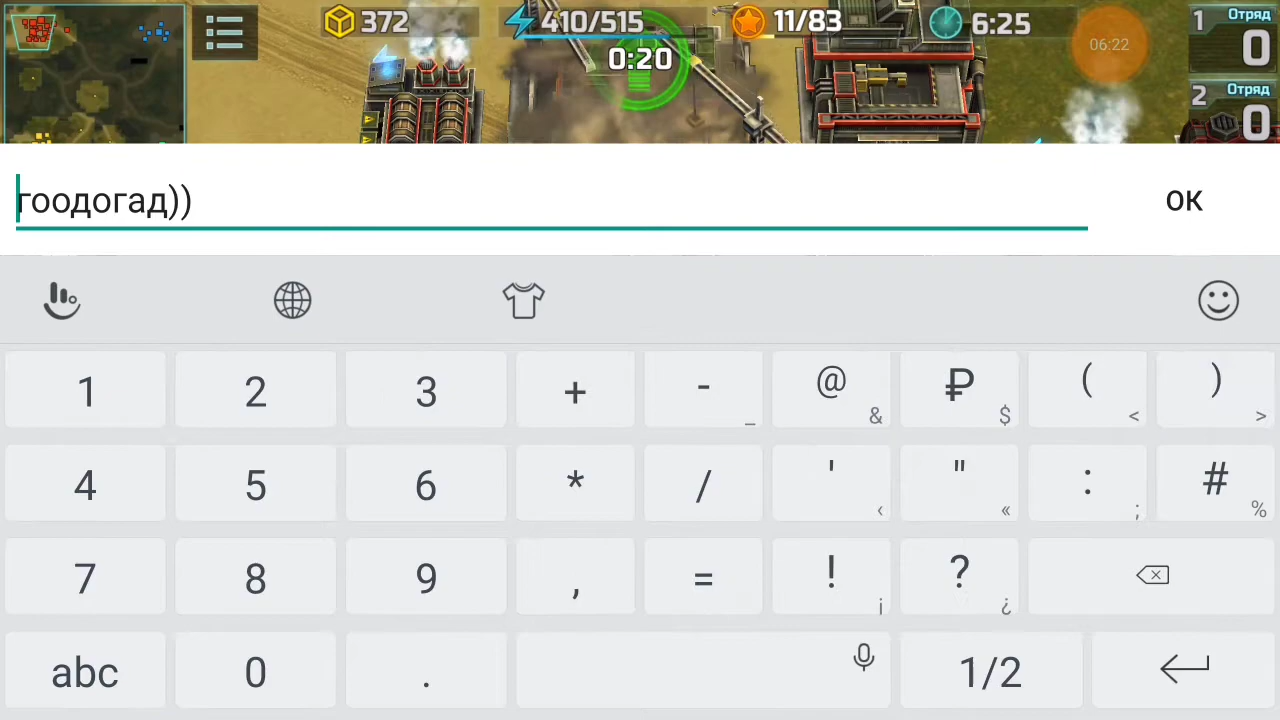 372
410/515
11/83
6:25
06:22
0:20
1 Отряд
0
2 Отряд
0
гоодогад))
ОК
1 2 3 + - _ @ & ₽ $ ( < ) >
4 5 6 * / ' ‹ " « : ; # %
7 8 9 , = ! ¡ ? ¿
abc 0 . 1/2